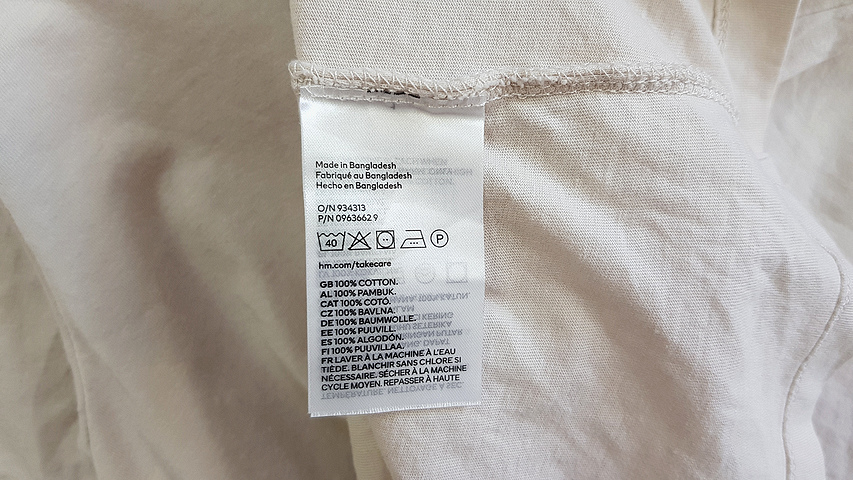 Made in Bangladesh
Fabriqué au Bangladesh
Hecho en Bangladesh
O/N 934313
P/N 0963662 9
40 P
hm.com/takecare
GB 100% COTTON.
AL 100% PAMBUK.
CAT 100% COTÓ.
CZ 100% BAVLNA.
DE 100% BAUMWOLLE.
EE 100% PUUVILL.
ES 100% ALGODÓN.
FI 100% PUUVILLAA.
FR LAVER À LA MACHINE À L'EAU
TIÈDE. BLANCHIR SANS CHLORE SI
NÉCESSAIRE. SÉCHER À LA MACHINE
CYCLE MOYEN. REPASSER À HAUTE
TEMPÉRATURE. NETTOYAGE À SEC.